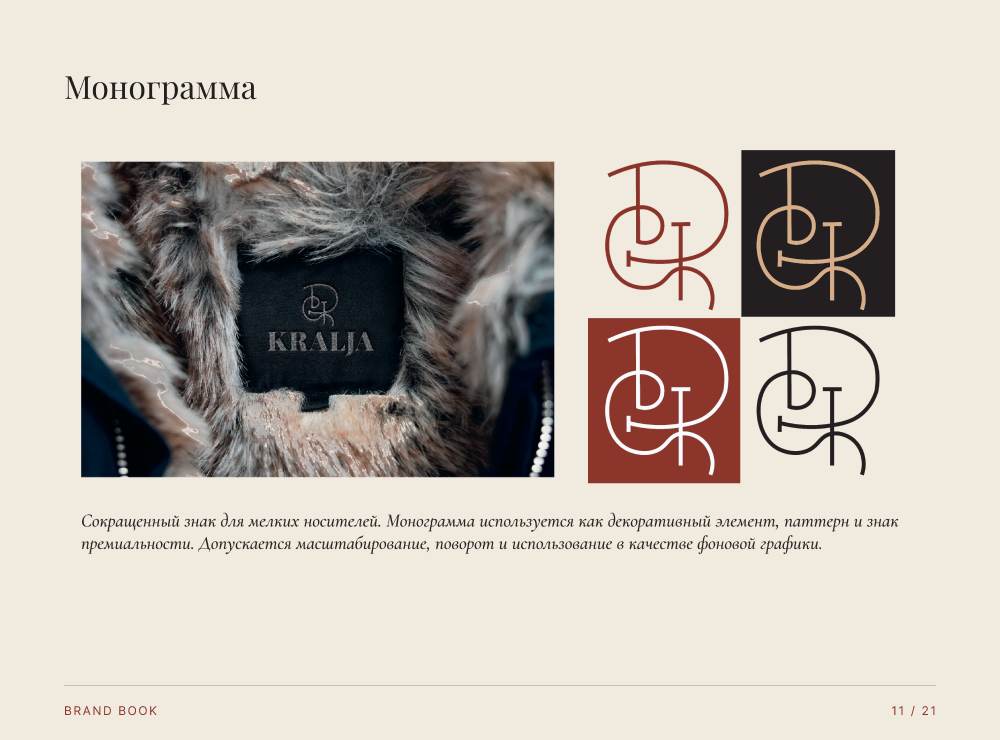 Монограмма
KRALJA
Сокращенный знак для мелких носителей. Монограмма используется как декоративный элемент, паттерн и знак
премиальности. Допускается масштабирование, поворот и использование в качестве фоновой графики.
BRAND BOOK
11 / 21